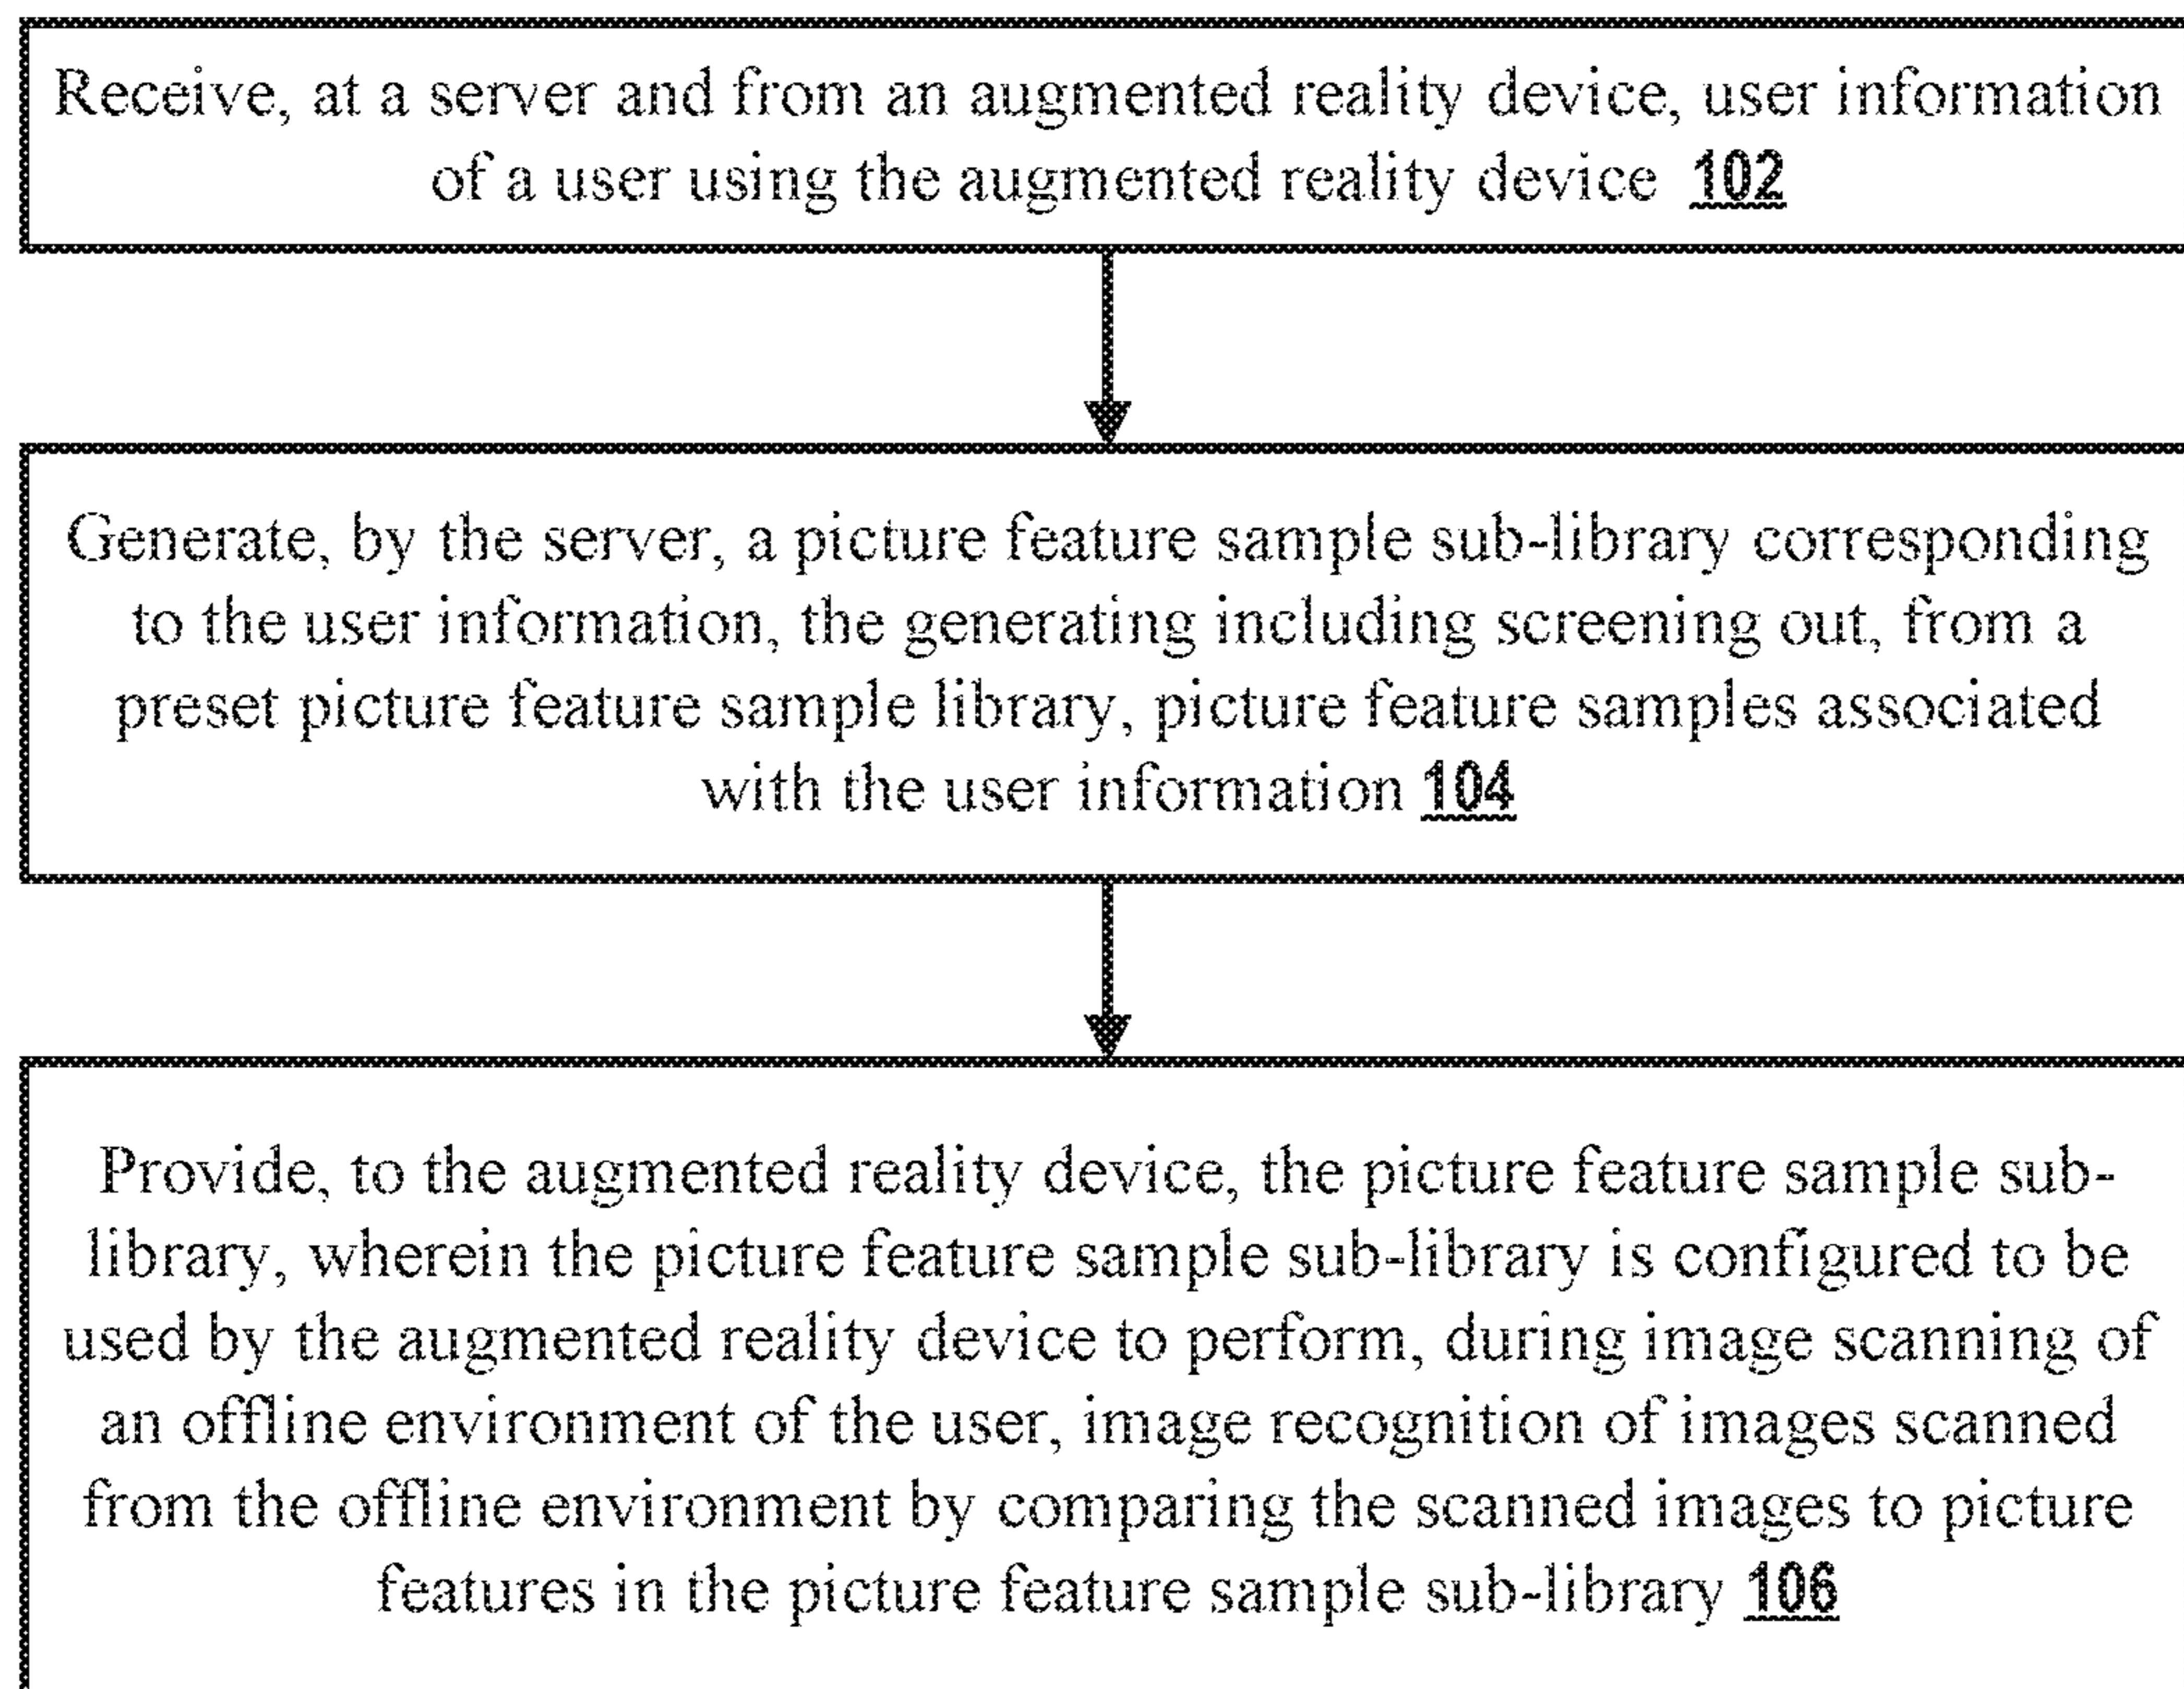 Receive, at a server and from an augmented reality device, user information
of a user using the augmented reality device 102
Generate, by the server, a picture feature sample sub-library corresponding
to the user information, the generating including screening out, from a
preset picture feature sample library, picture feature samples associated
with the user information 104
Provide, to the augmented reality device, the picture feature sample sub-
library, wherein the picture feature sample sub-library is configured to be
used by the augmented reality device to perform, during image scanning of
an offline environment of the user, image recognition of images scanned
from the offline environment by comparing the scanned images to picture
features in the picture feature sample sub-library 106